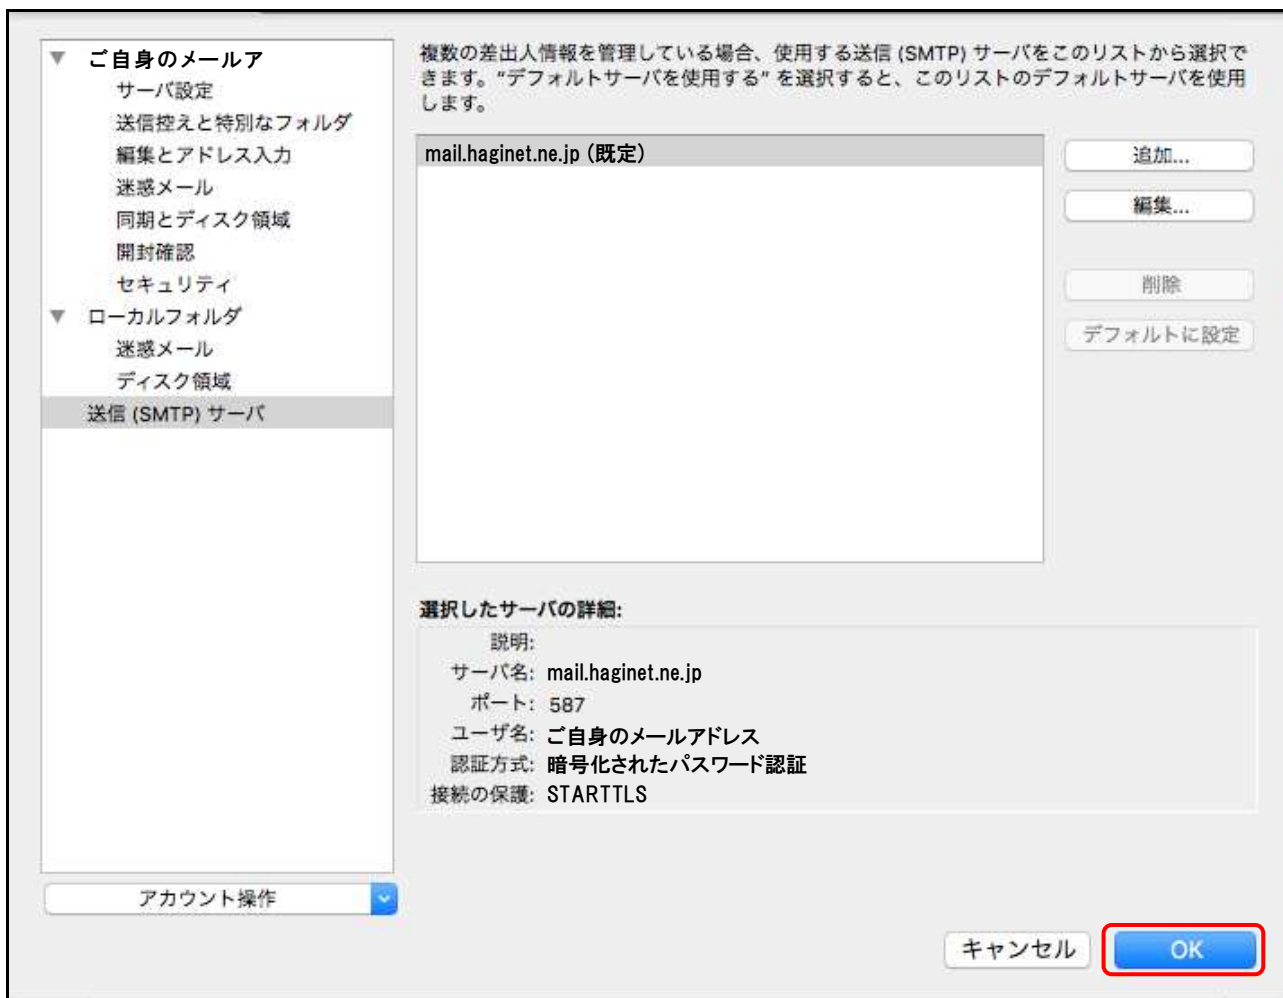 ご自身のメールア
サーバ設定
送信控えと特別なフォルダ
編集とアドレス入力
迷惑メール
同期とディスク領域
開封確認
セキュリティ
ローカルフォルダ
迷惑メール
ディスク領域
送信 (SMTP) サーバ
アカウント操作
複数の差出人情報を管理している場合、使用する送信 (SMTP) サーバをこのリストから選択で
きます。“デフォルトサーバを使用する” を選択すると、このリストのデフォルトサーバを使用
します。
mail.haginet.ne.jp (既定)
追加...
編集...
削除
デフォルトに設定
選択したサーバの詳細:
説明:
サーバ名: mail.haginet.ne.jp
ポート: 587
ユーザ名: ご自身のメールアドレス
認証方式: 暗号化されたパスワード認証
接続の保護: STARTTLS
キャンセル
OK